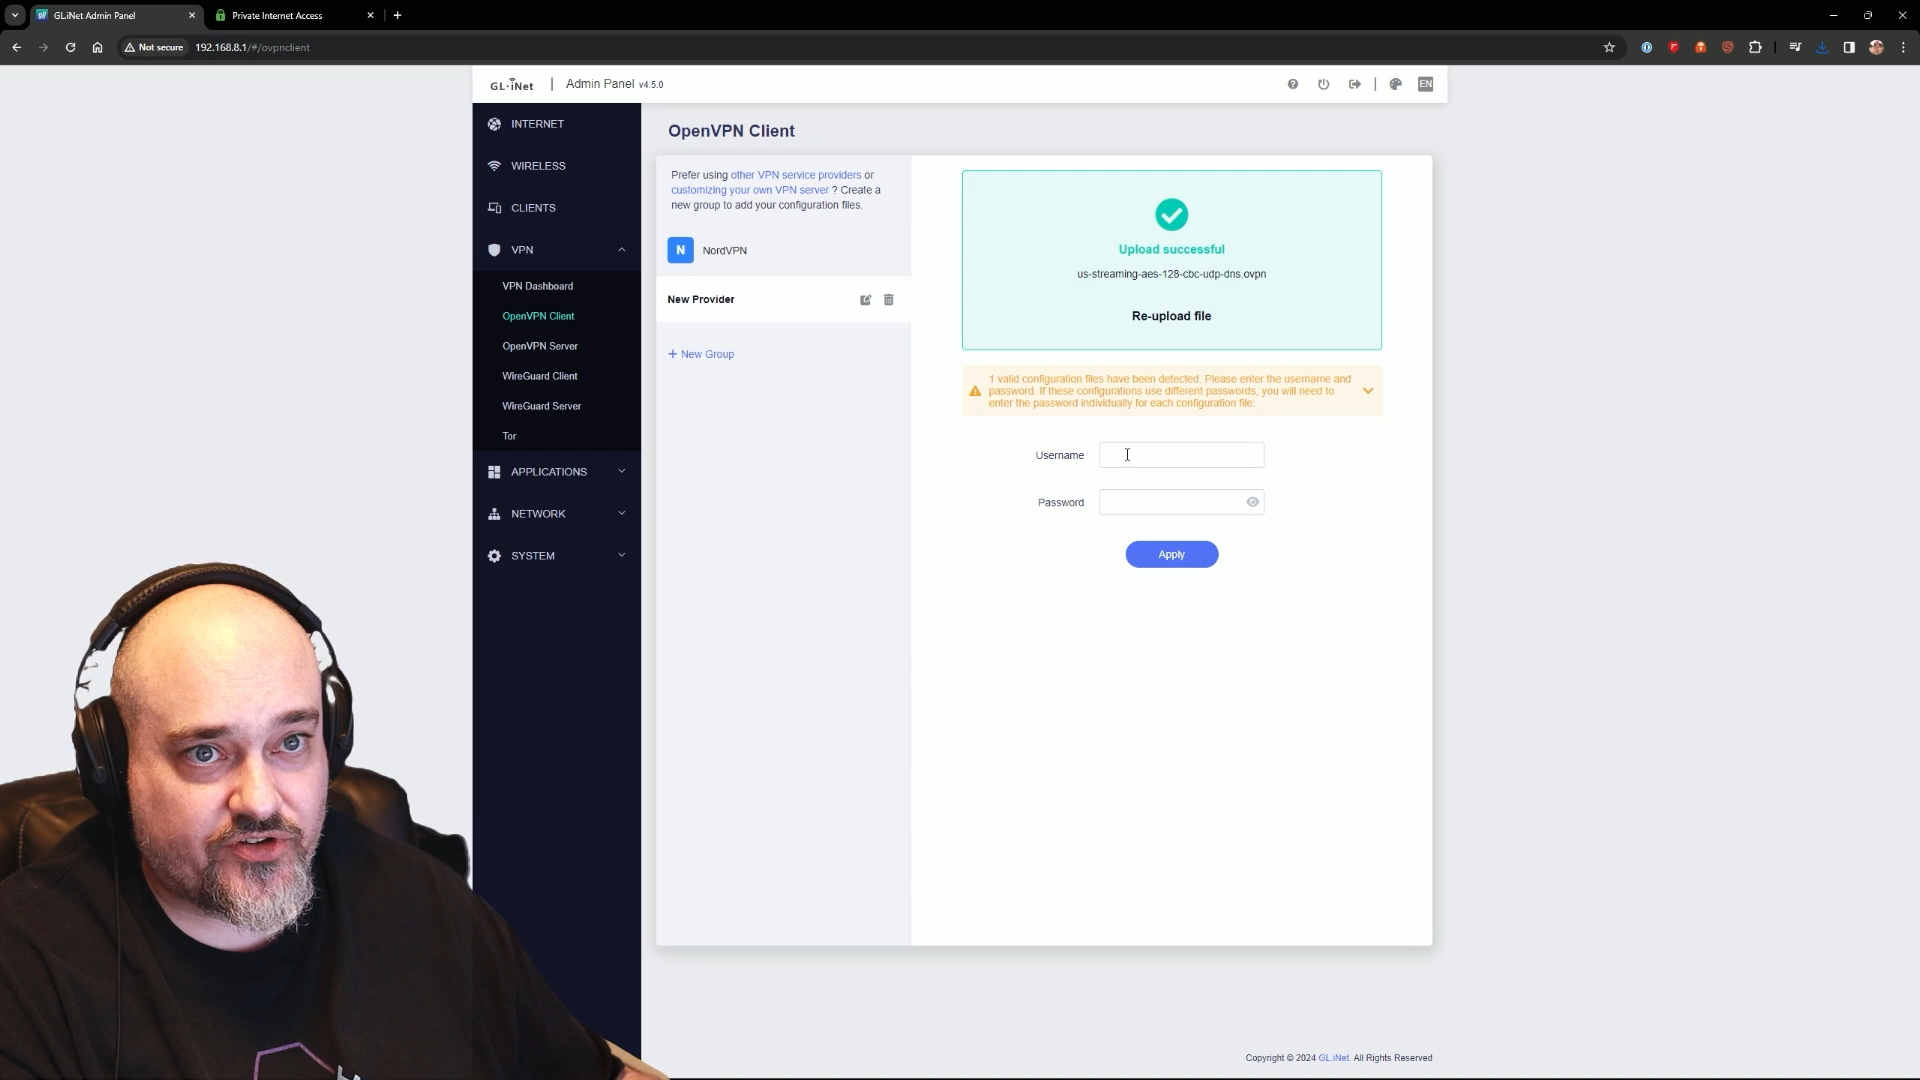 GLiNet Admin Panel
Private Internet Access
Not secure
192.168.8.1/#/ovpnclient
GL·iNet | Admin Panel v4.5.0
EN
INTERNET
WIRELESS
CLIENTS
VPN
VPN Dashboard
OpenVPN Client
OpenVPN Server
WireGuard Client
WireGuard Server
Tor
APPLICATIONS
NETWORK
SYSTEM
OpenVPN Client
Prefer using other VPN service providers or
customizing your own VPN server ? Create a
new group to add your configuration files.
N NordVPN
New Provider
+ New Group
Upload successful
us-streaming-aes-128-cbc-udp-dns.ovpn
Re-upload file
1 valid configuration files have been detected. Please enter the username and
password. If these configurations use different passwords, you will need to
enter the password individually for each configuration file:
Username
Password
Apply
Copyright © 2024 GL.iNet. All Rights Reserved